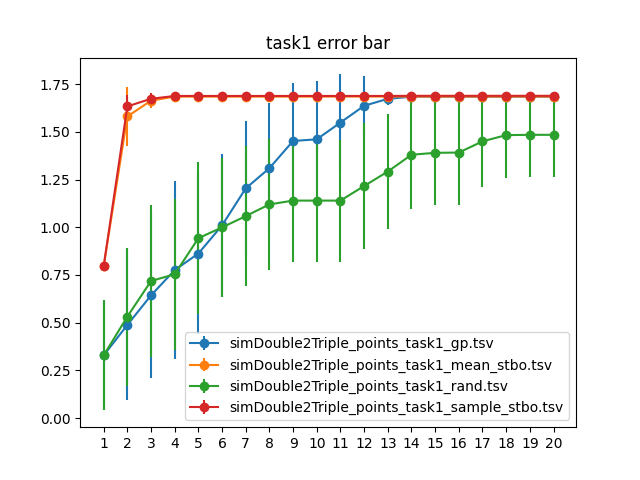 task1 error bar
1.75
1.50
1.25
1.00
0.75
0.50
0.25
0.00
simDouble2Triple_points_task1_gp.tsv
simDouble2Triple_points_task1_mean_stbo.tsv
simDouble2Triple_points_task1_rand.tsv
simDouble2Triple_points_task1_sample_stbo.tsv
1 2 3 4 5 6 7 8 9 10 11 12 13 14 15 16 17 18 19 20